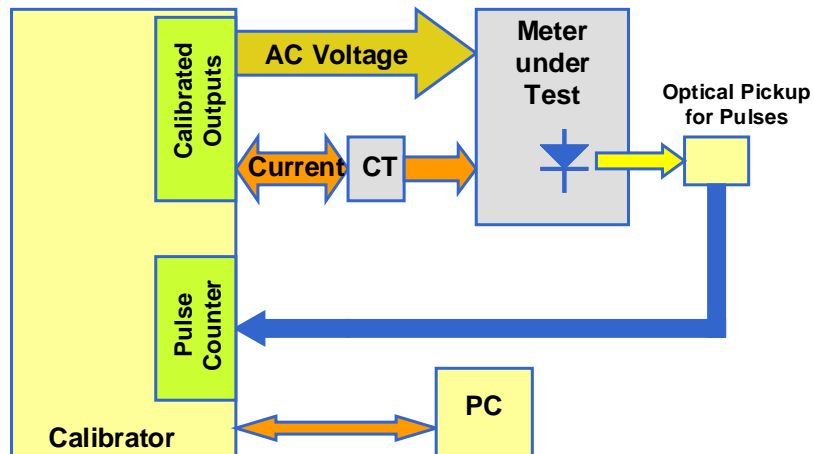 Calibrated
Outputs
AC Voltage
Meter
under
Test
Optical Pickup
for Pulses
Current
CT
Pulse
Counter
PC
Calibrator